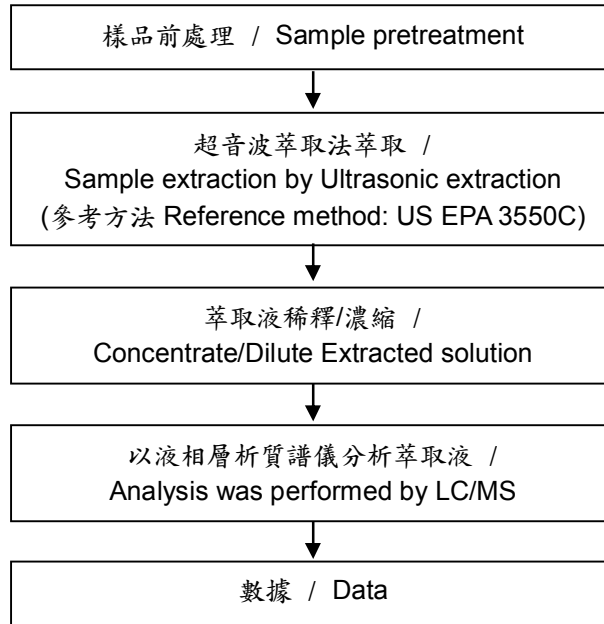 樣品前處理 / Sample pretreatment
超音波萃取法萃取 /
Sample extraction by Ultrasonic extraction
(參考方法 Reference method: US EPA 3550C)
萃取液稀釋/濃縮 /
Concentrate/Dilute Extracted solution
以液相層析質譜儀分析萃取液 /
Analysis was performed by LC/MS
數據 / Data